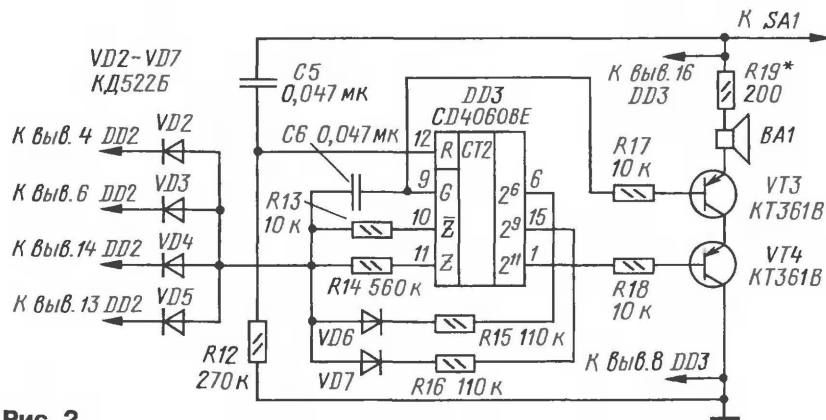 К SA1
VD2-VD7
КД522Б
C5
0,047 мк
К выв.16
DD3
R19*
200
DD3
CD4060BE
C6 0,047 мк
BA1
К выв. 4 DD2
VD2
12
R
CT2
R17
10 к
9
G
2⁶
6
VT3
КТ361В
К выв.6 DD2
VD3
R13
10 к
10
Z̅
2⁹
15
К выв.14 DD2
VD4
11
Z
2¹¹
1
VT4
КТ361В
R14 560 к
R18
10 к
К выв. 13 DD2
VD5
VD6
R15 110 к
R12
270 к
VD7
R16 110 к
К выв.8 DD3
Рис. 2